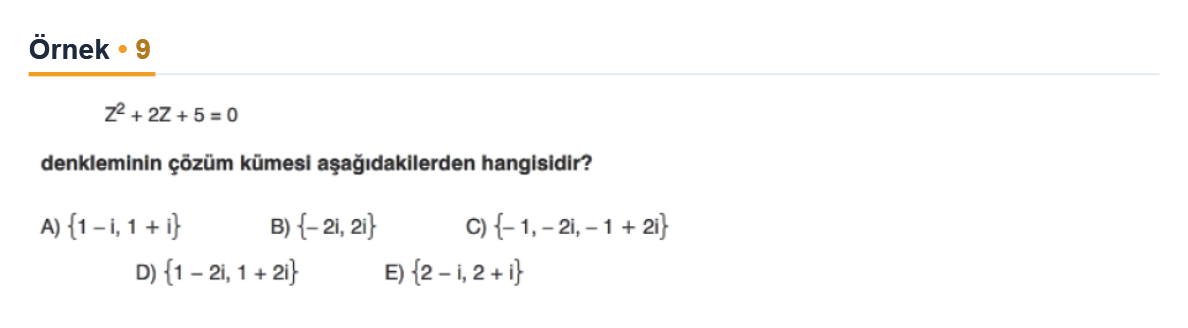 Örnek • 9
Z² + 2Z + 5 = 0
denkleminin çözüm kümesi aşağıdakilerden hangisidir?
A) {1 – i, 1 + i} B) {– 2i, 2i} C) {– 1, – 2i, – 1 + 2i}
D) {1 – 2i, 1 + 2i} E) {2 – i, 2 + i}